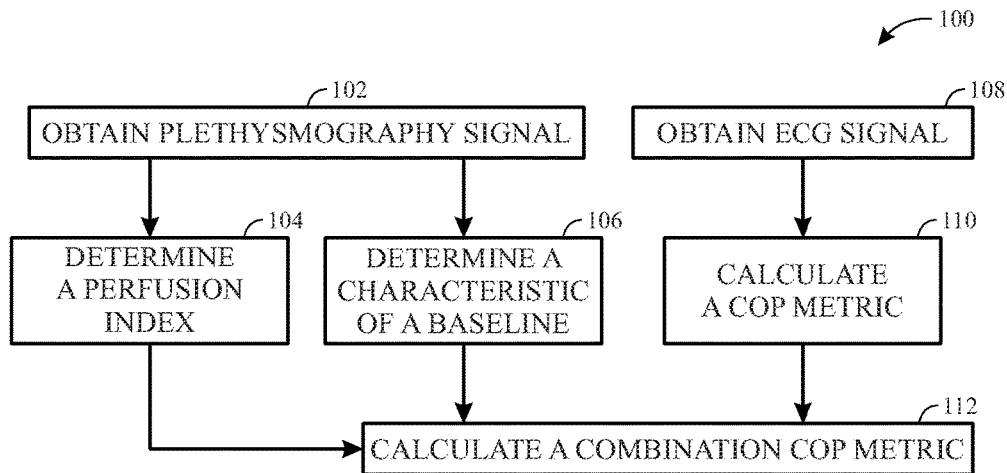 100
102
OBTAIN PLETHYSMOGRAPHY SIGNAL
108
OBTAIN ECG SIGNAL
104
DETERMINE
A PERFUSION
INDEX
106
DETERMINE A
CHARACTERISTIC
OF A BASELINE
110
CALCULATE
A COP METRIC
112
CALCULATE A COMBINATION COP METRIC